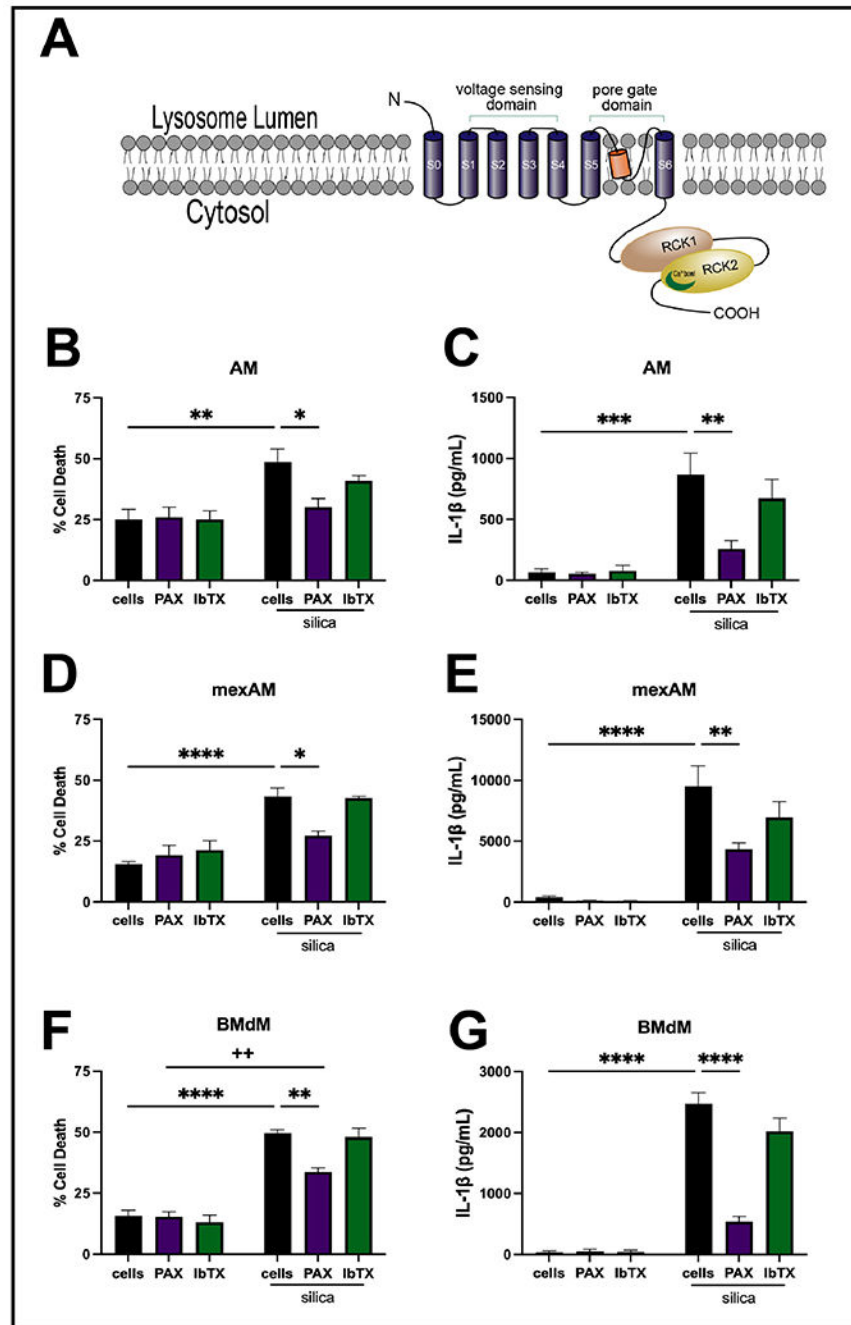 A
Lysosome Lumen
Cytosol
N
voltage sensing
domain
pore gate
domain
S0
S1
S2
S3
S4
S5
S6
RCK1
RCK2
COOH
B
AM
**
*
% Cell Death
75
50
25
0
cells PAX IbTX
cells PAX IbTX
silica
C
AM
***
**
IL-1β (pg/mL)
1500
1000
500
0
cells PAX IbTX
cells PAX IbTX
silica
D
mexAM
****
*
% Cell Death
75
50
25
0
cells PAX IbTX
cells PAX IbTX
silica
E
mexAM
****
**
IL-1β (pg/mL)
15000
10000
5000
0
cells PAX IbTX
cells PAX IbTX
silica
F
BMdM
++
****
**
% Cell Death
75
50
25
0
cells PAX IbTX
cells PAX IbTX
silica
G
BMdM
****
****
IL-1β (pg/mL)
3000
2000
1000
0
cells PAX IbTX
cells PAX IbTX
silica